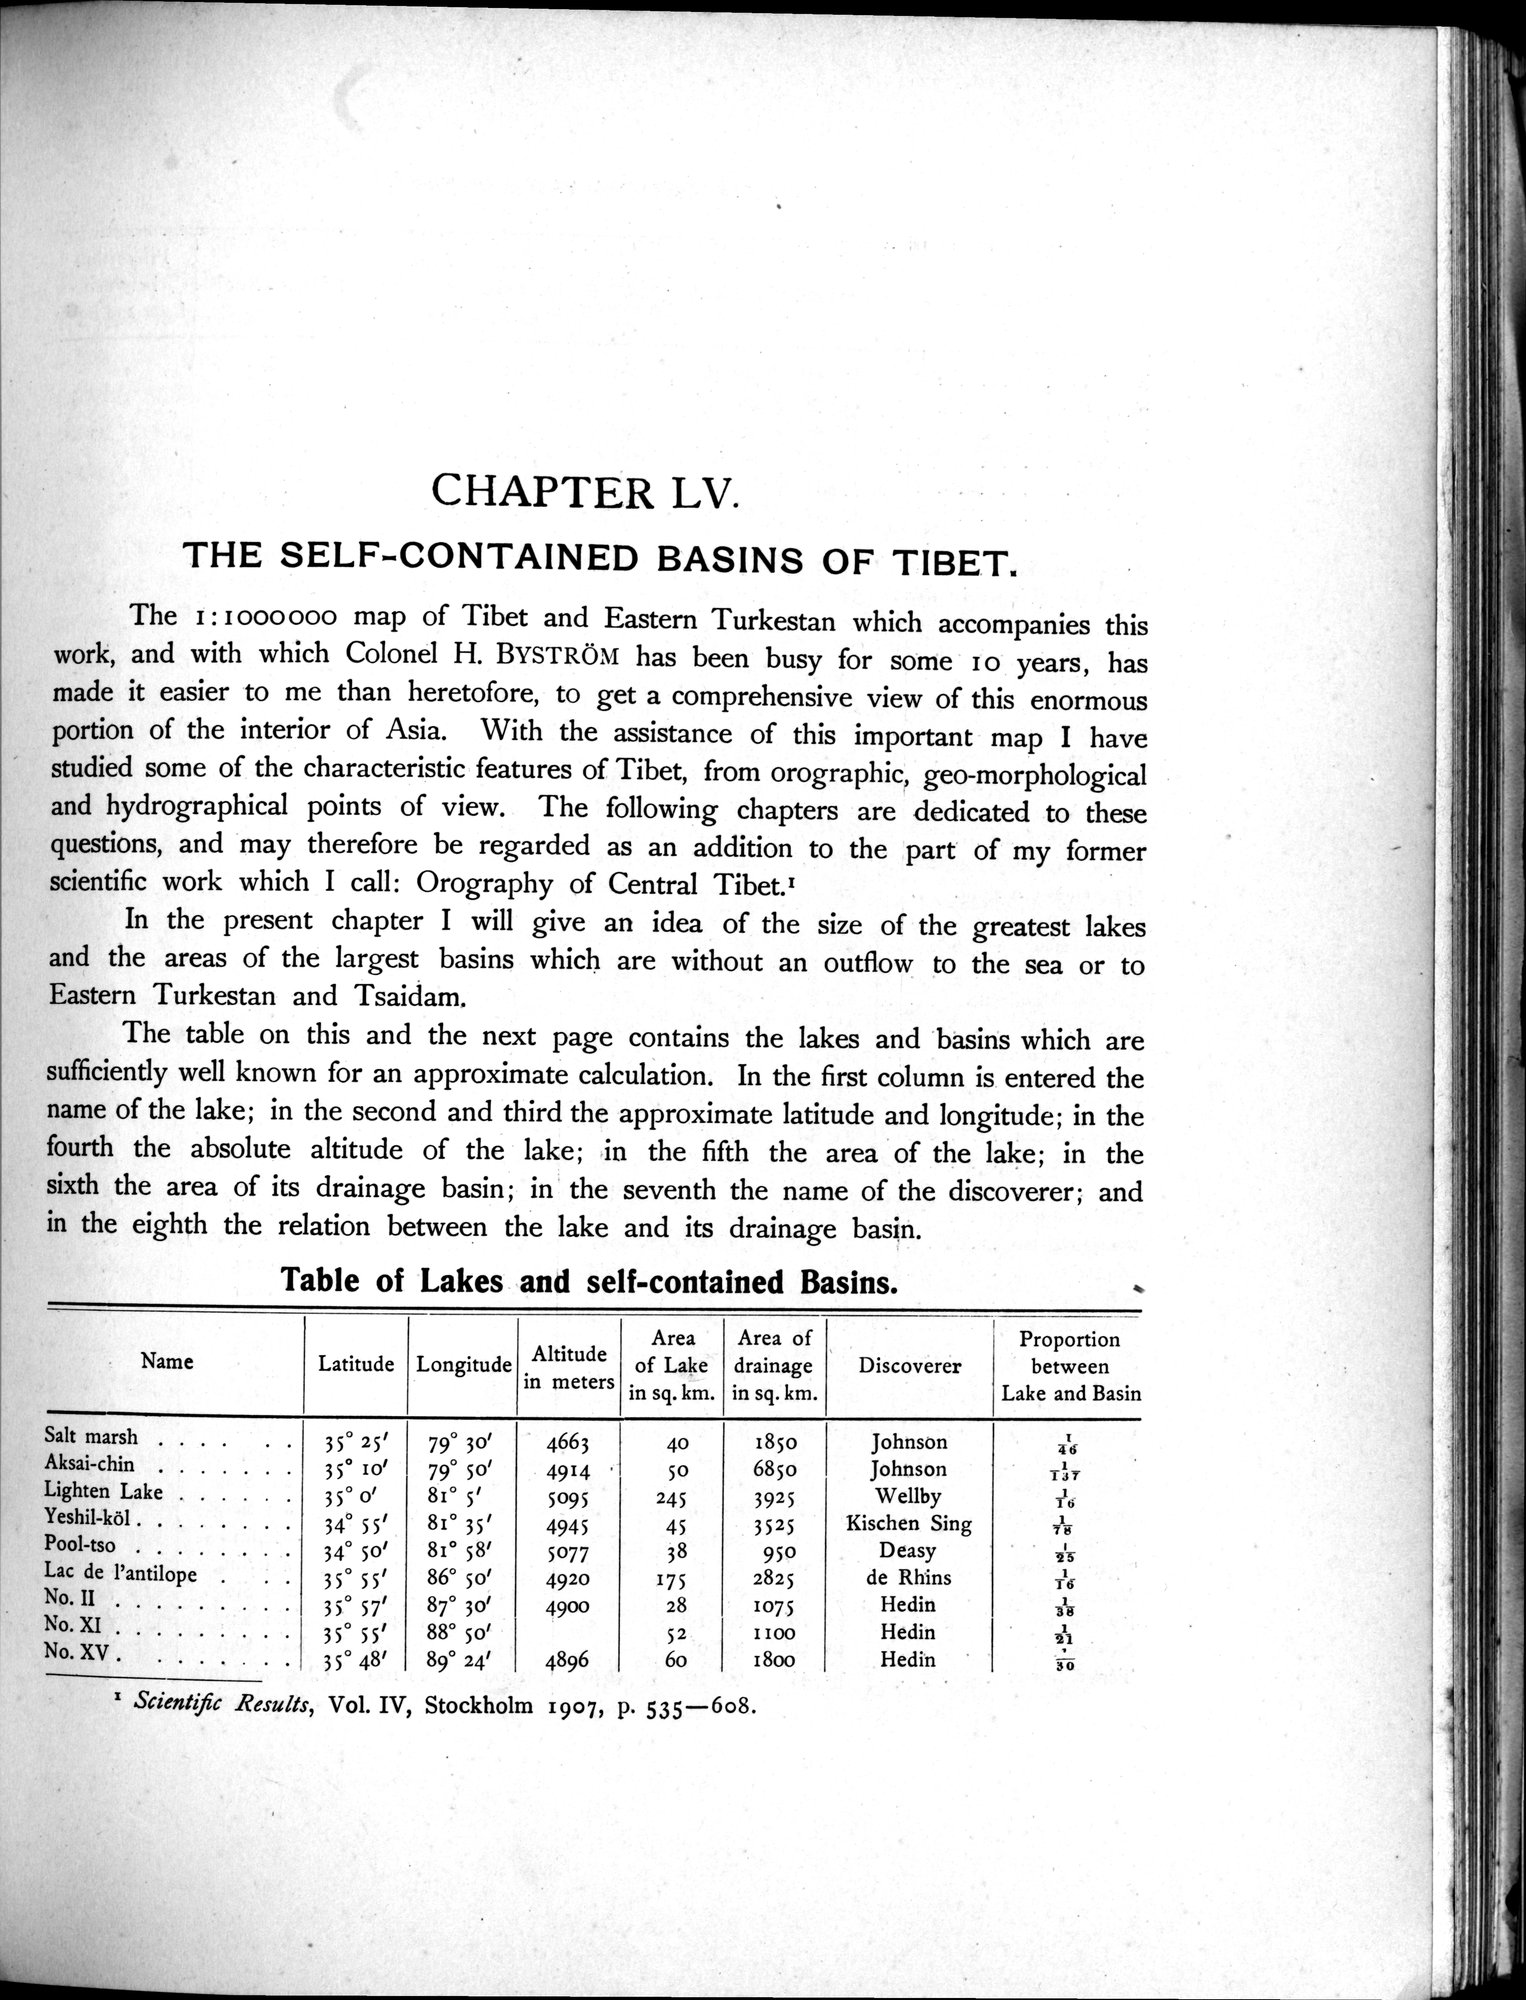 CHAPTER LV.
THE SELF-CONTAINED BASINS OF TIBET.
The 1:1000000 map of Tibet and Eastern Turkestan which accompanies this
work, and with which Colonel H. BYSTRÖM has been busy for some 10 years, has
made it easier to me than heretofore, to get a comprehensive view of this enormous
portion of the interior of Asia. With the assistance of this important map I have
studied some of the characteristic features of Tibet, from orographic, geo-morphological
and hydrographical points of view. The following chapters are dedicated to these
questions, and may therefore be regarded as an addition to the part of my former
scientific work which I call: Orography of Central Tibet.¹
In the present chapter I will give an idea of the size of the greatest lakes
and the areas of the largest basins which are without an outflow to the sea or to
Eastern Turkestan and Tsaidam.
The table on this and the next page contains the lakes and basins which are
sufficiently well known for an approximate calculation. In the first column is entered the
name of the lake; in the second and third the approximate latitude and longitude; in the
fourth the absolute altitude of the lake; in the fifth the area of the lake; in the
sixth the area of its drainage basin; in the seventh the name of the discoverer; and
in the eighth the relation between the lake and its drainage basin.
Table of Lakes and self-contained Basins.
Name | Latitude | Longitude | Altitude in meters | Area of Lake in sq. km. | Area of drainage in sq. km. | Discoverer | Proportion between Lake and Basin
Salt marsh . . . . . . | 35° 25′ | 79° 30′ | 4663 | 40 | 1850 | Johnson | 1/46
Aksai-chin . . . . . . . | 35° 10′ | 79° 50′ | 4914 | 50 | 6850 | Johnson | 1/137
Lighten Lake . . . . . . | 35° 0′ | 81° 5′ | 5095 | 245 | 3925 | Wellby | 1/16
Yeshil-köl . . . . . . . . | 34° 55′ | 81° 35′ | 4945 | 45 | 3525 | Kischen Sing | 1/78
Pool-tso . . . . . . . . | 34° 50′ | 81° 58′ | 5077 | 38 | 950 | Deasy | 1/25
Lac de l'antilope . . . | 35° 55′ | 86° 50′ | 4920 | 175 | 2825 | de Rhins | 1/16
No. II . . . . . . . . . | 35° 57′ | 87° 30′ | 4900 | 28 | 1075 | Hedin | 1/38
No. XI . . . . . . . . . | 35° 55′ | 88° 50′ | | 52 | 1100 | Hedin | 1/21
No. XV . . . . . . . . | 35° 48′ | 89° 24′ | 4896 | 60 | 1800 | Hedin | 1/30
¹ Scientific Results, Vol. IV, Stockholm 1907, p. 535—608.